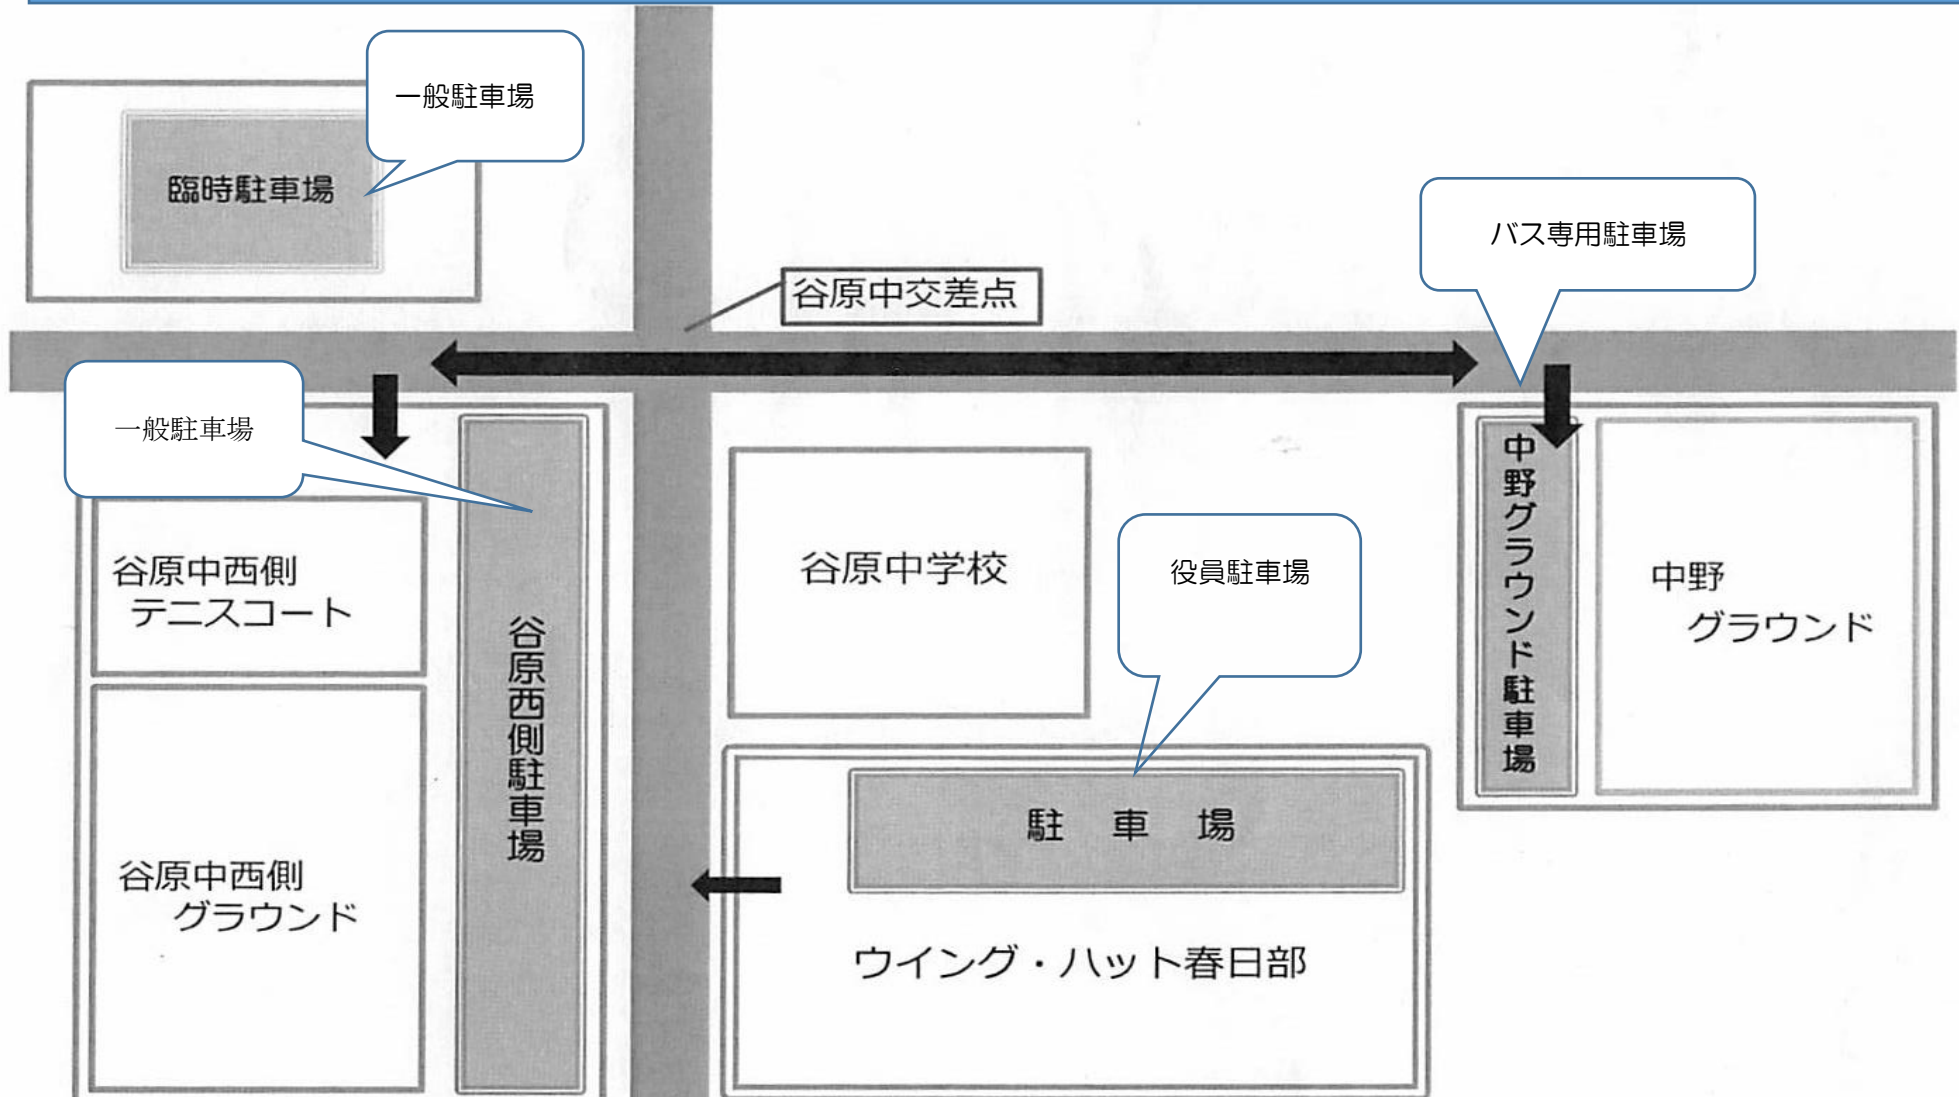 一般駐車場
臨時駐車場
バス専用駐車場
谷原中交差点
一般駐車場
中野グラウンド駐車場
谷原中学校
役員駐車場
谷原中西側
テニスコート
中野
グラウンド
谷原西側駐車場
駐 車 場
谷原中西側
グラウンド
ウイング・ハット春日部